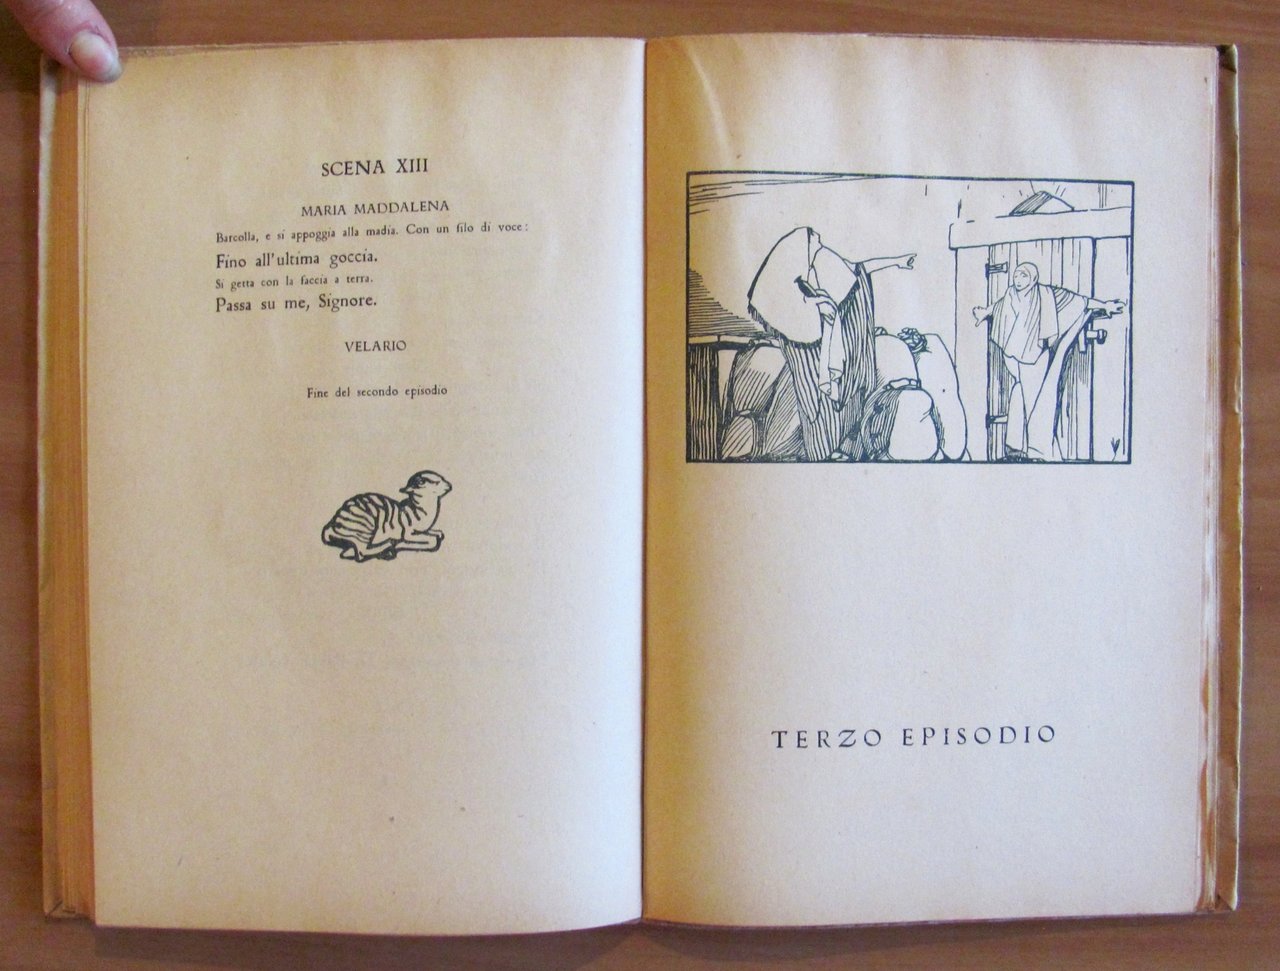 SCENA XIII
MARIA MADDALENA
Barcolla, e si appoggia alla madia. Con un filo di voce:
Fino all'ultima goccia.
Si getta con la faccia a terra.
Passa su me, Signore.
VELARIO
Fine del secondo episodio
TERZO EPISODIO